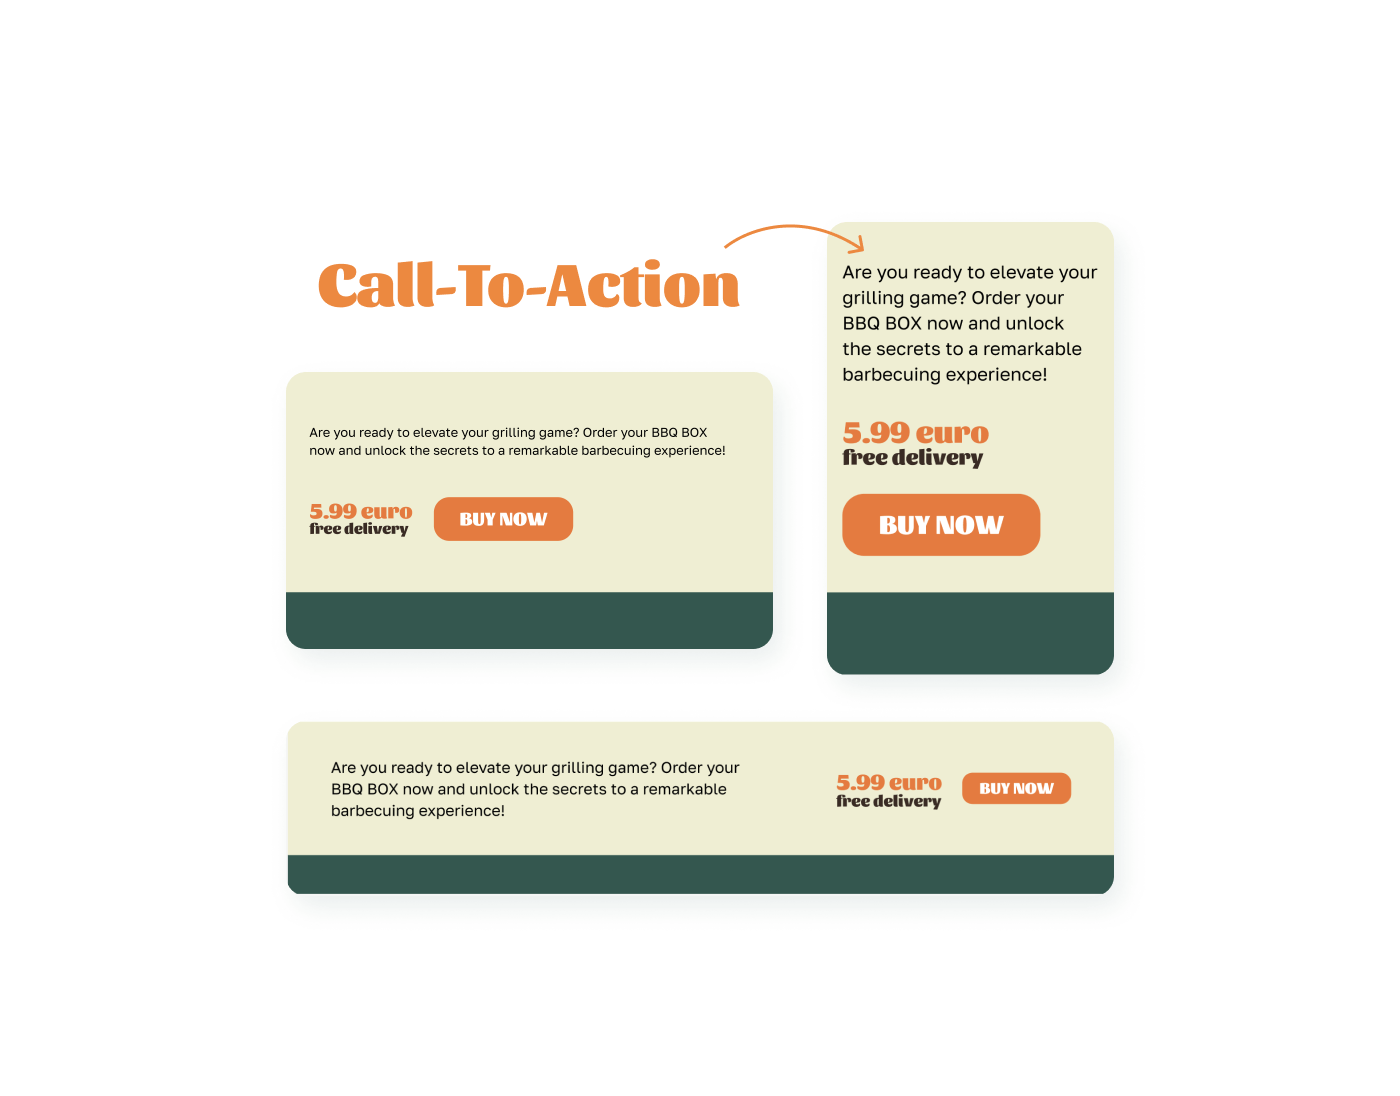 Call-To-Action
Are you ready to elevate your
grilling game? Order your
BBQ BOX now and unlock
the secrets to a remarkable
barbecuing experience!
5.99 euro
free delivery
BUY NOW
Are you ready to elevate your grilling game? Order your BBQ BOX
now and unlock the secrets to a remarkable barbecuing experience!
5.99 euro
free delivery
BUY NOW
Are you ready to elevate your grilling game? Order your
BBQ BOX now and unlock the secrets to a remarkable
barbecuing experience!
5.99 euro
free delivery
BUY NOW